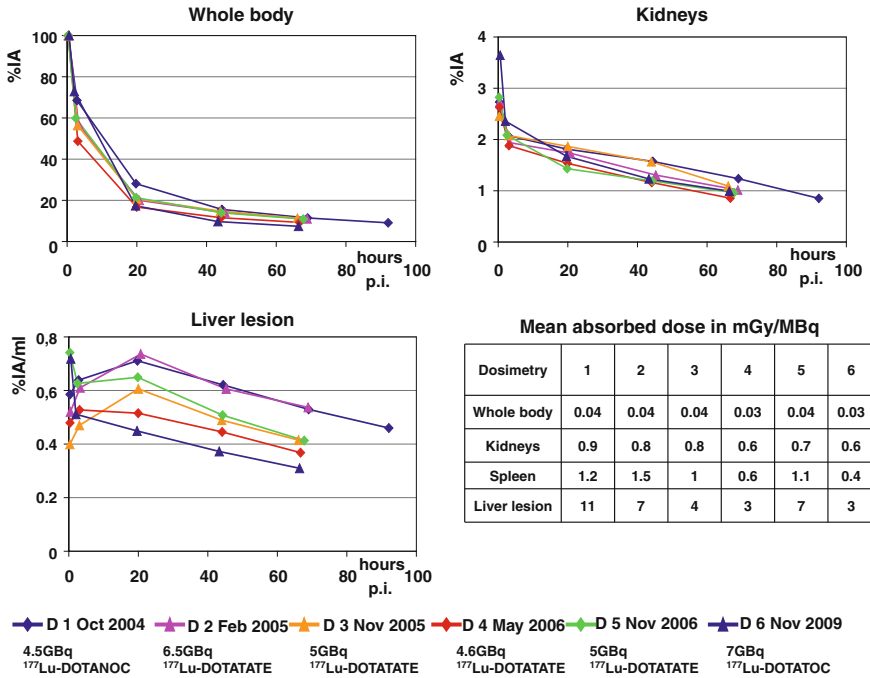 Whole body
%IA
100
80
60
40
20
0
0 20 40 60 80 100
hours
p.i.
Kidneys
%IA
4
3
2
1
0
0 20 40 60 80 100
hours
p.i.
Liver lesion
%IA/ml
0,8
0.6
0.4
0.2
0
0 20 40 60 80 100
hours
p.i.
Mean absorbed dose in mGy/MBq
Dosimetry 1 2 3 4 5 6
Whole body 0.04 0.04 0.04 0.03 0.04 0.03
Kidneys 0.9 0.8 0.8 0.6 0.7 0.6
Spleen 1.2 1.5 1 0.6 1.1 0.4
Liver lesion 11 7 4 3 7 3
D 1 Oct 2004 D 2 Feb 2005 D 3 Nov 2005 D 4 May 2006 D 5 Nov 2006 D 6 Nov 2009
4.5GBq 6.5GBq 5GBq 4.6GBq 5GBq 7GBq
¹⁷⁷Lu-DOTANOC ¹⁷⁷Lu-DOTATATE ¹⁷⁷Lu-DOTATATE ¹⁷⁷Lu-DOTATATE ¹⁷⁷Lu-DOTATATE ¹⁷⁷Lu-DOTATOC